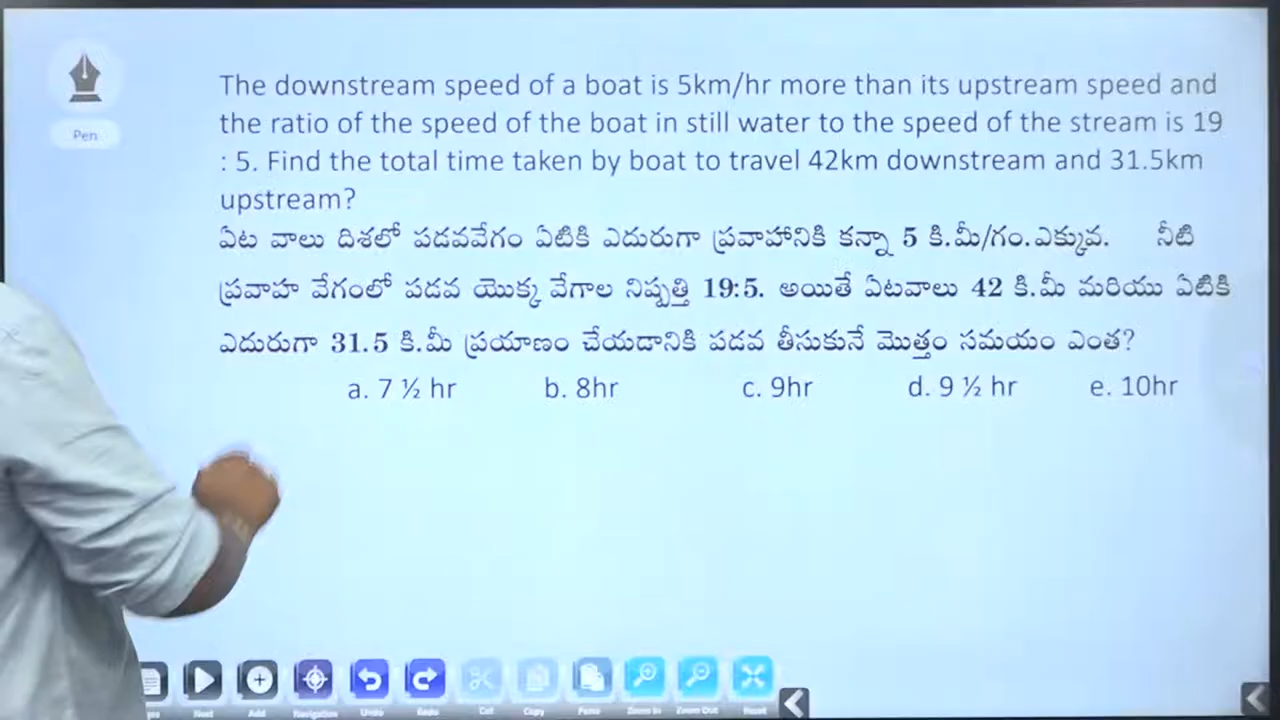 Pen
The downstream speed of a boat is 5km/hr more than its upstream speed and
the ratio of the speed of the boat in still water to the speed of the stream is 19
: 5. Find the total time taken by boat to travel 42km downstream and 31.5km
upstream?
ఏట వాలు దిశలో పడవవేగం ఏటికి ఎదురుగా ప్రవాహానికి కన్నా 5 కి.మీ/గం.ఎక్కువ. నీటి
ప్రవాహ వేగంలో పడవ యొక్క వేగాల నిష్పత్తి 19:5. అయితే ఏటవాలు 42 కి.మీ మరియు ఏటికి
ఎదురుగా 31.5 కి.మీ ప్రయాణం చేయడానికి పడవ తీసుకునే మొత్తం సమయం ఎంత?
a. 7 ½ hr b. 8hr c. 9hr d. 9 ½ hr e. 10hr
Next Add Navigation Undo Redo Cut Copy Paste Zoom In Zoom Out Reset